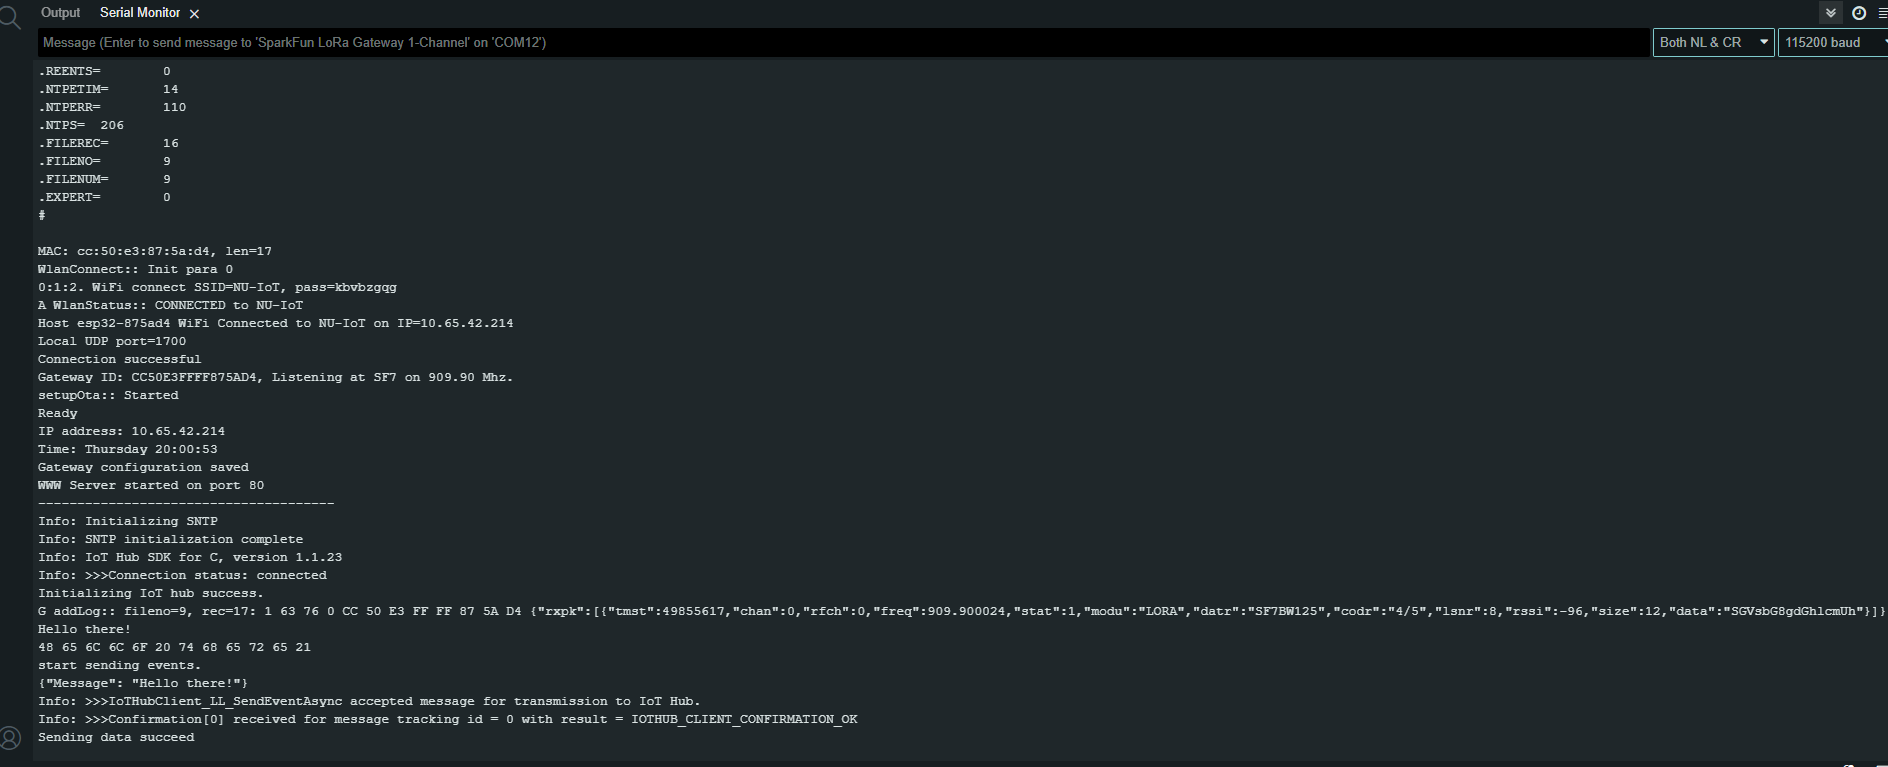 Output Serial Monitor
Message (Enter to send message to 'SparkFun LoRa Gateway 1-Channel' on 'COM12') Both NL & CR 115200 baud
.REENTS= 0
.NTPETIM= 14
.NTPERR= 110
.NTPS= 206
.FILEREC= 16
.FILENO= 9
.FILENUM= 9
.EXPERT= 0
#
MAC: cc:50:e3:87:5a:d4, len=17
WlanConnect:: Init para 0
0:1:2. WiFi connect SSID=NU-IoT, pass=kbvbzgqg
A WlanStatus:: CONNECTED to NU-IoT
Host esp32-875ad4 WiFi Connected to NU-IoT on IP=10.65.42.214
Local UDP port=1700
Connection successful
Gateway ID: CC50E3FFFF875AD4, Listening at SF7 on 909.90 Mhz.
setupOta:: Started
Ready
IP address: 10.65.42.214
Time: Thursday 20:00:53
Gateway configuration saved
WWW Server started on port 80
--------------------------------------
Info: Initializing SNTP
Info: SNTP initialization complete
Info: IoT Hub SDK for C, version 1.1.23
Info: >>>Connection status: connected
Initializing IoT hub success.
G addLog:: fileno=9, rec=17: 1 63 76 0 CC 50 E3 FF FF 87 5A D4 {"rxpk":[{"tmst":49855617,"chan":0,"rfch":0,"freq":909.900024,"stat":1,"modu":"LORA","datr":"SF7BW125","codr":"4/5","lsnr":8,"rssi":-96,"size":12,"data":"SGVsbG8gdGhlcmUh"}]}
Hello there!
48 65 6C 6C 6F 20 74 68 65 72 65 21
start sending events.
{"Message": "Hello there!"}
Info: >>>IoTHubClient_LL_SendEventAsync accepted message for transmission to IoT Hub.
Info: >>>Confirmation[0] received for message tracking id = 0 with result = IOTHUB_CLIENT_CONFIRMATION_OK
Sending data succeed